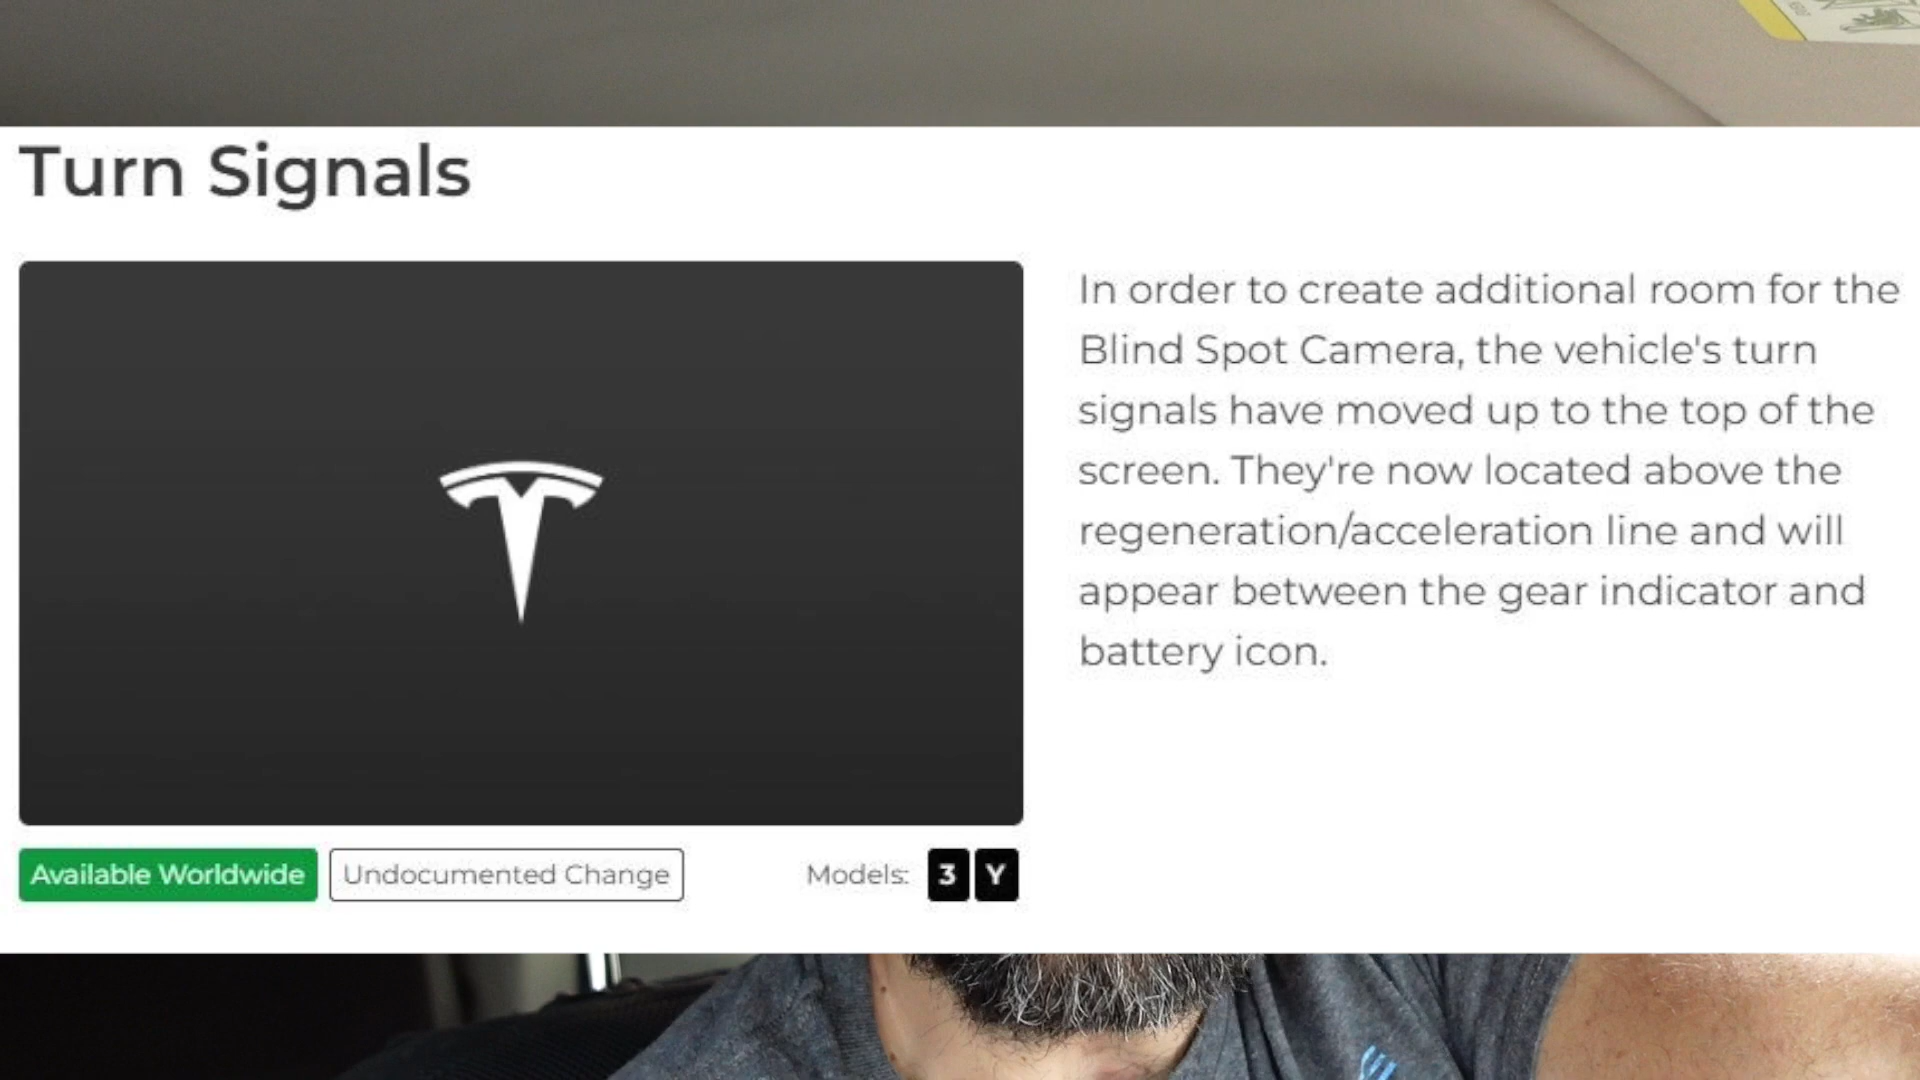 Turn Signals
In order to create additional room for the
Blind Spot Camera, the vehicle's turn
signals have moved up to the top of the
screen. They're now located above the
regeneration/acceleration line and will
appear between the gear indicator and
battery icon.
Available Worldwide
Undocumented Change
Models: 3 Y